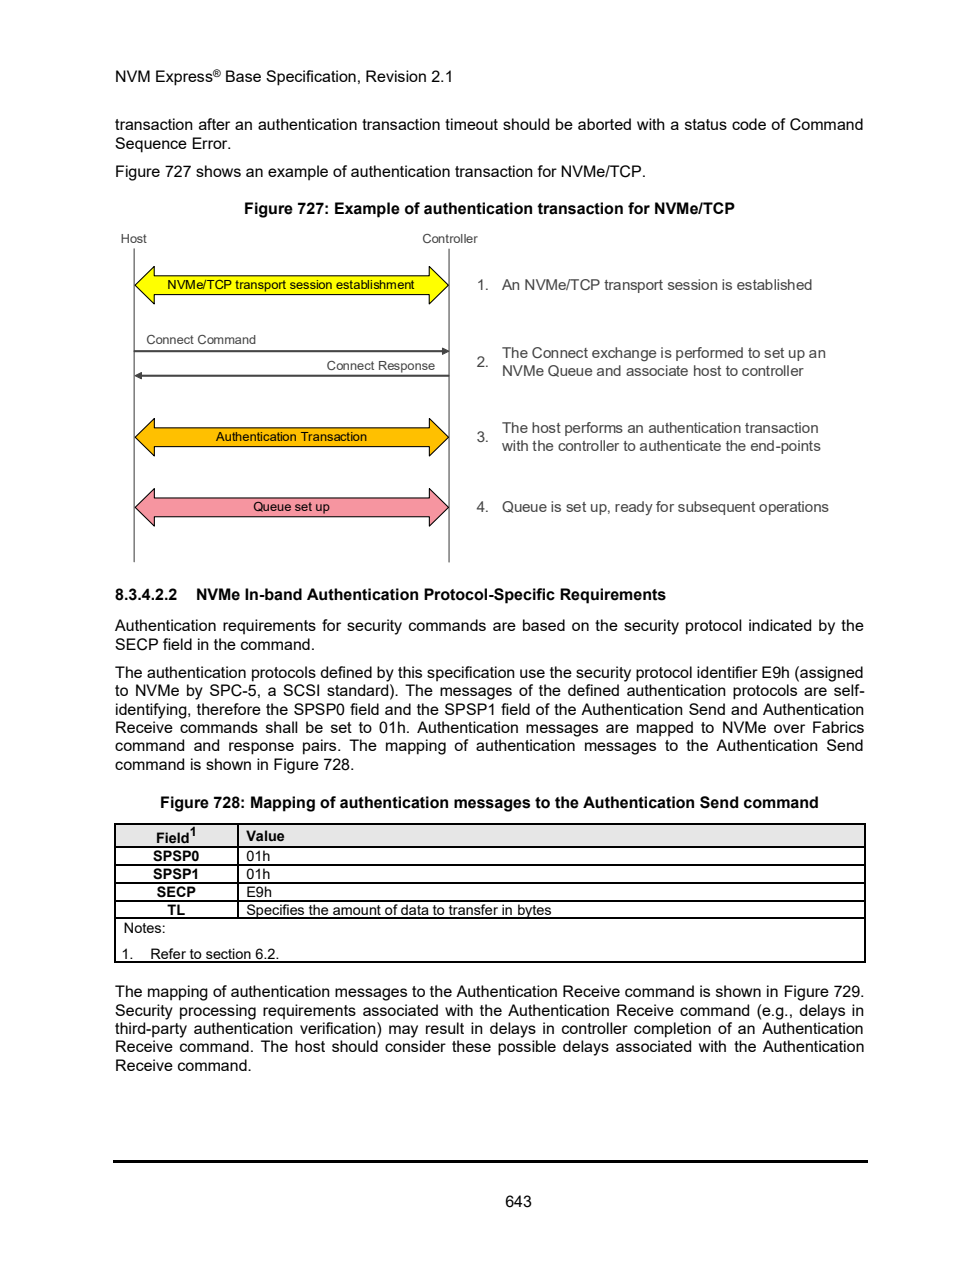 NVM Express® Base Specification, Revision 2.1
transaction after an authentication transaction timeout should be aborted with a status code of Command
Sequence Error.
Figure 727 shows an example of authentication transaction for NVMe/TCP.
Figure 727: Example of authentication transaction for NVMe/TCP
Host
Controller
NVMe/TCP transport session establishment
1. An NVMe/TCP transport session is established
Connect Command
Connect Response
2. The Connect exchange is performed to set up an
NVMe Queue and associate host to controller
Authentication Transaction
3. The host performs an authentication transaction
with the controller to authenticate the end-points
Queue set up
4. Queue is set up, ready for subsequent operations
8.3.4.2.2 NVMe In-band Authentication Protocol-Specific Requirements
Authentication requirements for security commands are based on the security protocol indicated by the
SECP field in the command.
The authentication protocols defined by this specification use the security protocol identifier E9h (assigned
to NVMe by SPC-5, a SCSI standard). The messages of the defined authentication protocols are self-
identifying, therefore the SPSP0 field and the SPSP1 field of the Authentication Send and Authentication
Receive commands shall be set to 01h. Authentication messages are mapped to NVMe over Fabrics
command and response pairs. The mapping of authentication messages to the Authentication Send
command is shown in Figure 728.
Figure 728: Mapping of authentication messages to the Authentication Send command
Field1 Value
SPSP0 01h
SPSP1 01h
SECP E9h
TL Specifies the amount of data to transfer in bytes
Notes:
1. Refer to section 6.2.
The mapping of authentication messages to the Authentication Receive command is shown in Figure 729.
Security processing requirements associated with the Authentication Receive command (e.g., delays in
third-party authentication verification) may result in delays in controller completion of an Authentication
Receive command. The host should consider these possible delays associated with the Authentication
Receive command.
643